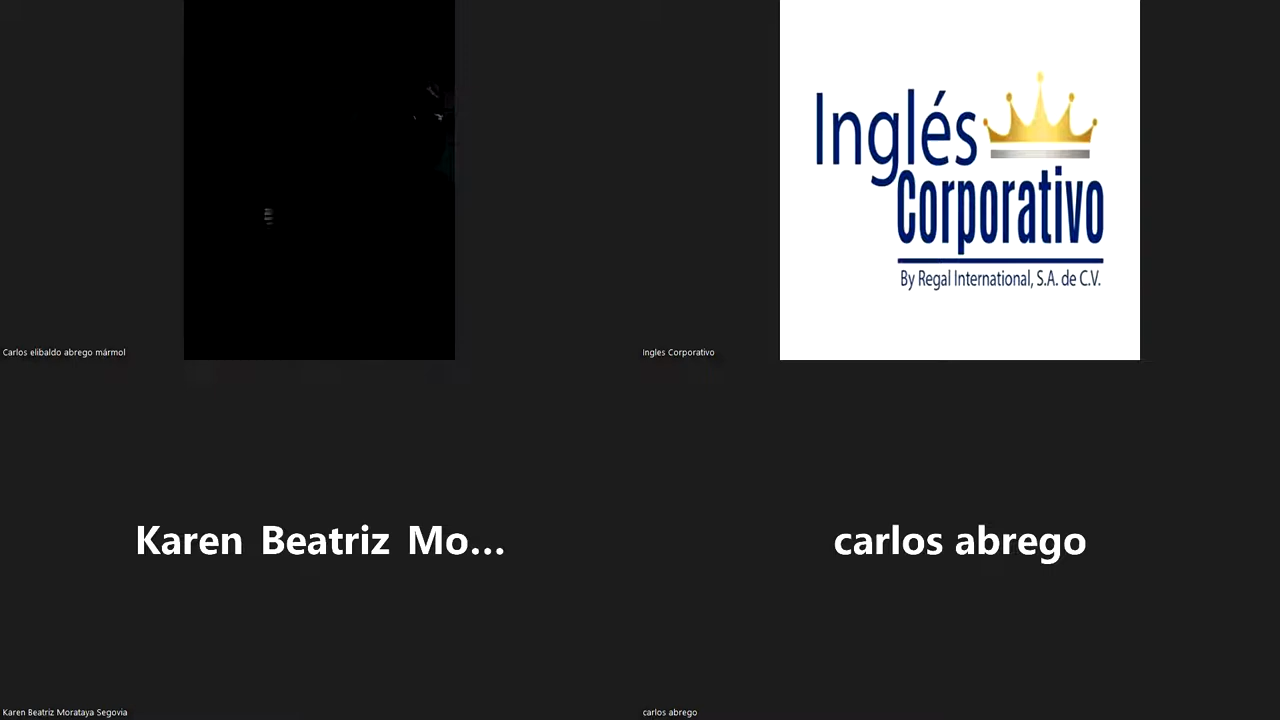 Inglés
Corporativo
By Regal International, S.A. de C.V.
Carlos elibaldo abrego mármol
Ingles Corporativo
Karen Beatriz Mo...
carlos abrego
Karen Beatriz Morataya Segovia
carlos abrego